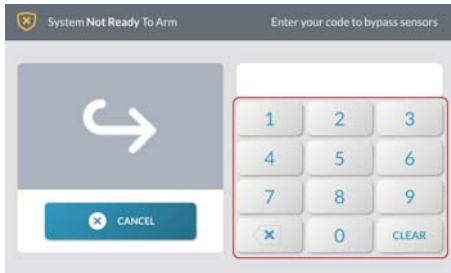 System Not Ready To Arm
Enter your code to bypass sensors
1 2 3
4 5 6
7 8 9
0 CLEAR
CANCEL